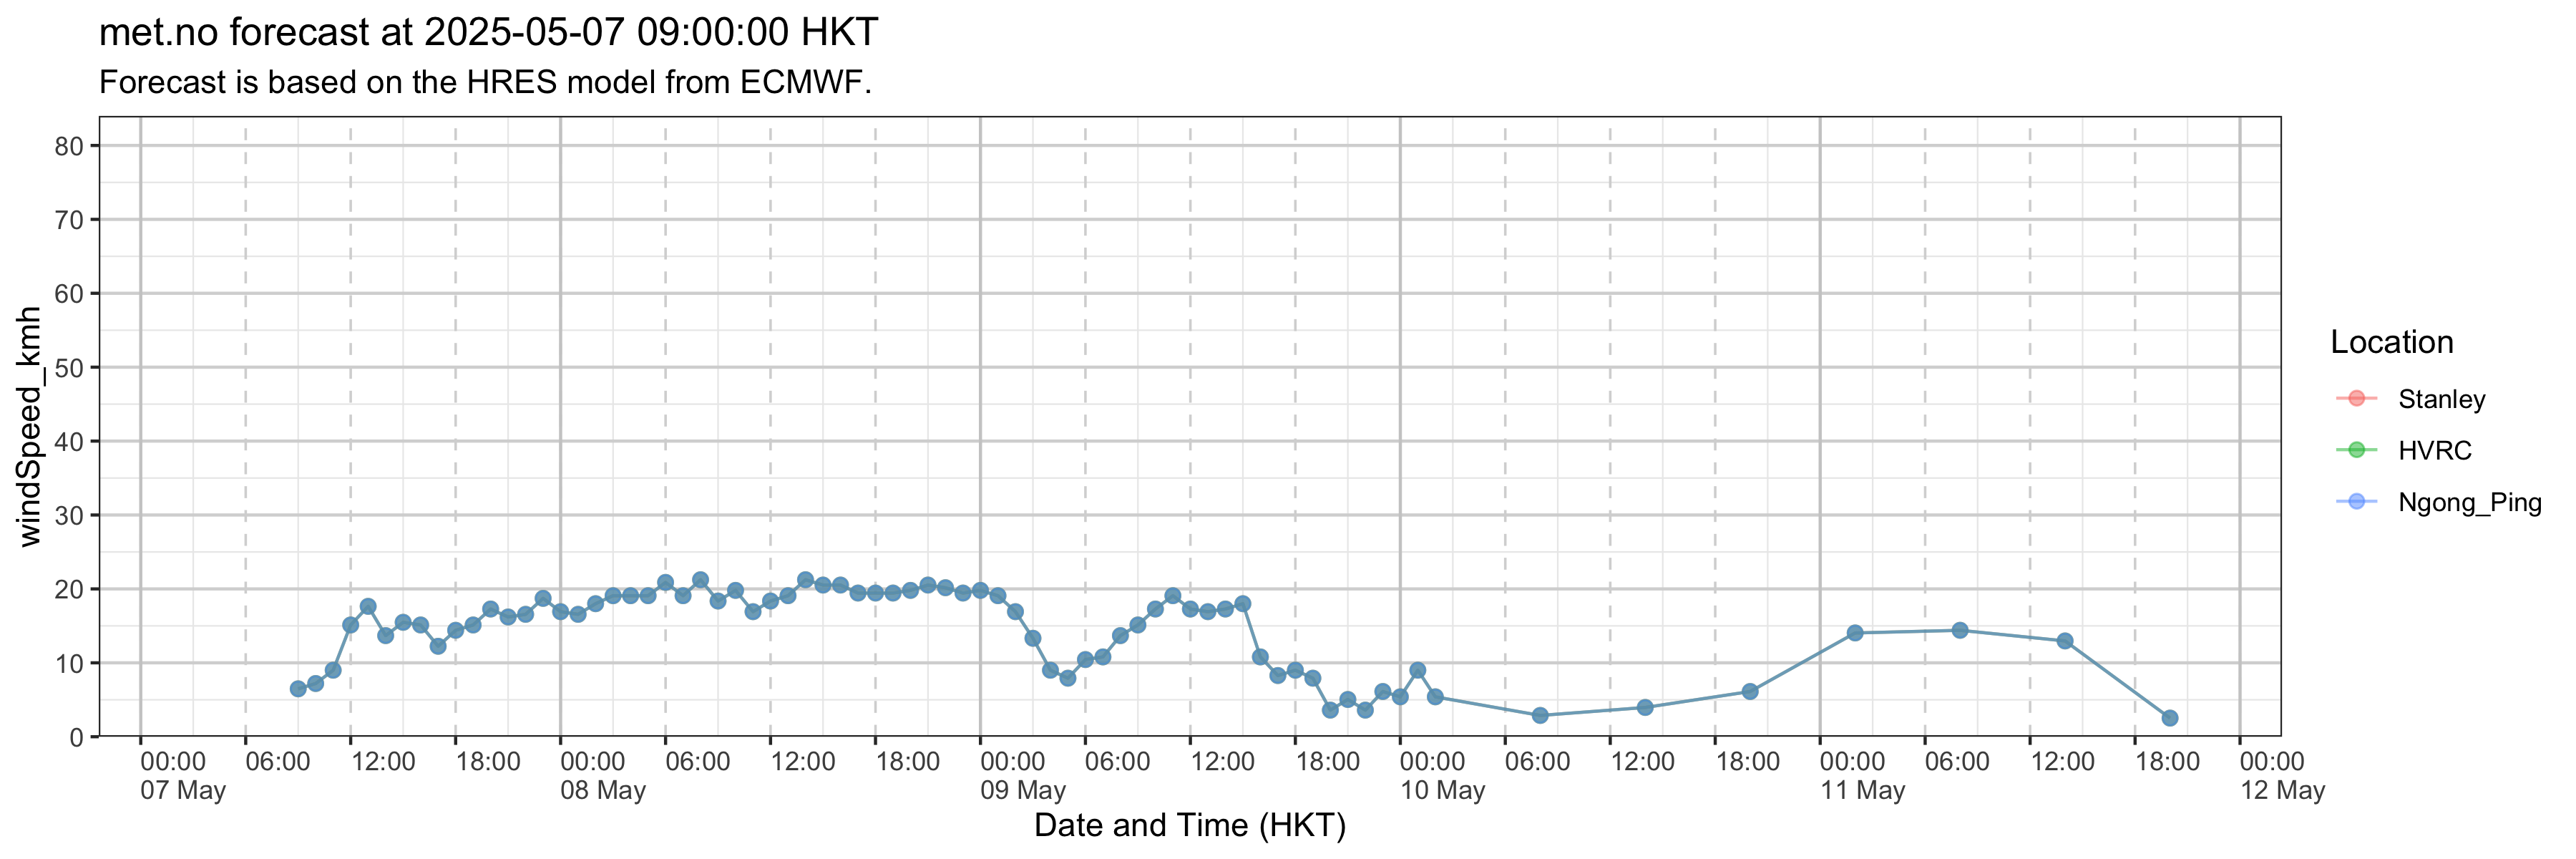 met.no forecast at 2025-05-07 09:00:00 HKT
Forecast is based on the HRES model from ECMWF.
windSpeed_kmh
80
70
60
50
40
30
20
10
0
00:00 06:00 12:00 18:00 00:00 06:00 12:00 18:00 00:00 06:00 12:00 18:00 00:00 06:00 12:00 18:00 00:00 06:00 12:00 18:00 00:00
07 May 08 May 09 May 10 May 11 May 12 May
Date and Time (HKT)
Location
Stanley
HVRC
Ngong_Ping